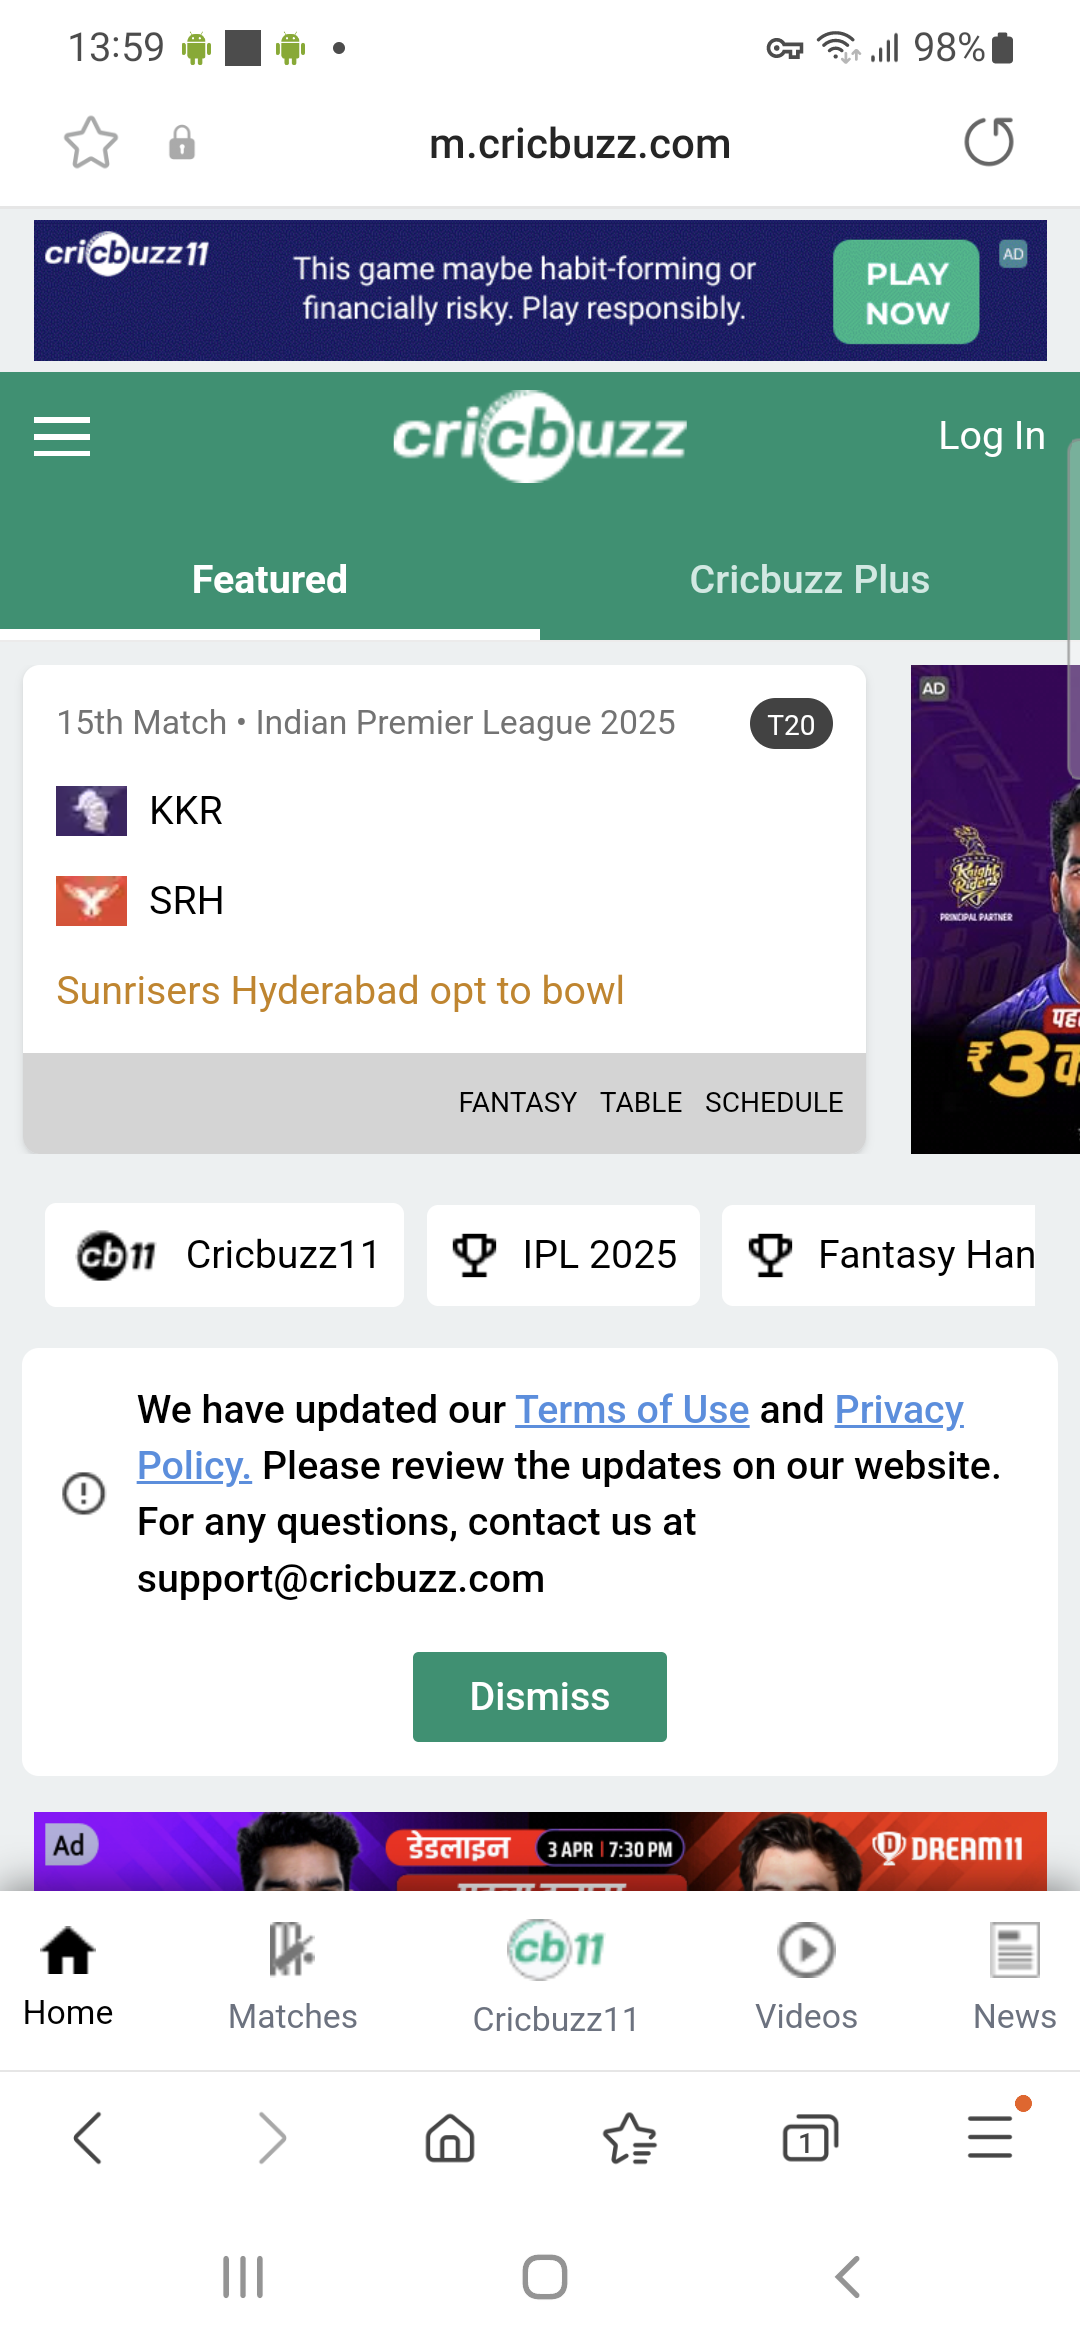 13:59
98%
m.cricbuzz.com
cricbuzz11
This game maybe habit-forming or
financially risky. Play responsibly.
PLAY
NOW
AD
cricbuzz
Log In
Featured
Cricbuzz Plus
15th Match • Indian Premier League 2025
T20
KKR
SRH
Sunrisers Hyderabad opt to bowl
FANTASY TABLE SCHEDULE
AD
Knight
Riders
PRINCIPAL PARTNER
₹3
cb11 Cricbuzz11
IPL 2025
Fantasy Han
We have updated our Terms of Use and Privacy
Policy. Please review the updates on our website.
For any questions, contact us at
support@cricbuzz.com
Dismiss
Ad
डेडलाइन
3 APR | 7:30 PM
DREAM11
cb11
Home
Matches
Cricbuzz11
Videos
News
1